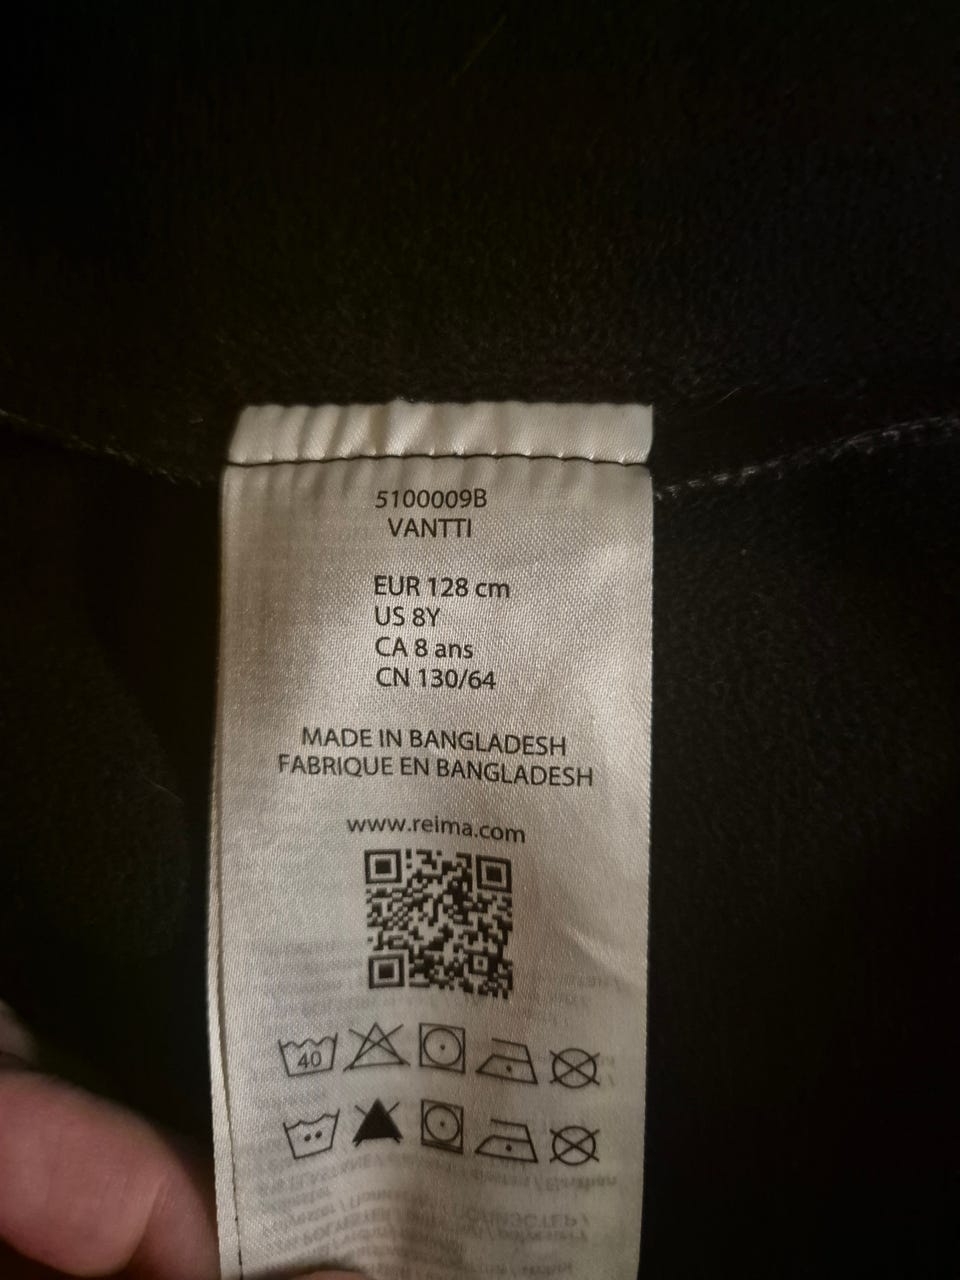 5100009B
VANTTI
EUR 128 cm
US 8Y
CA 8 ans
CN 130/64
MADE IN BANGLADESH
FABRIQUE EN BANGLADESH
www.reima.com
40